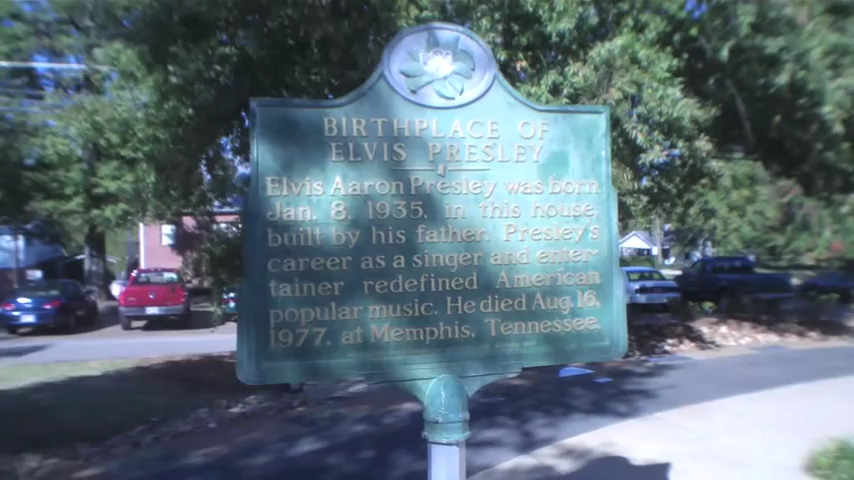 BIRTHPLACE OF
ELVIS PRESLEY
Elvis Aaron Presley was born
Jan. 8, 1935, in this house,
built by his father. Presley's
career as a singer and enter-
tainer redefined American
popular music. He died Aug. 16,
1977, at Memphis, Tennessee.